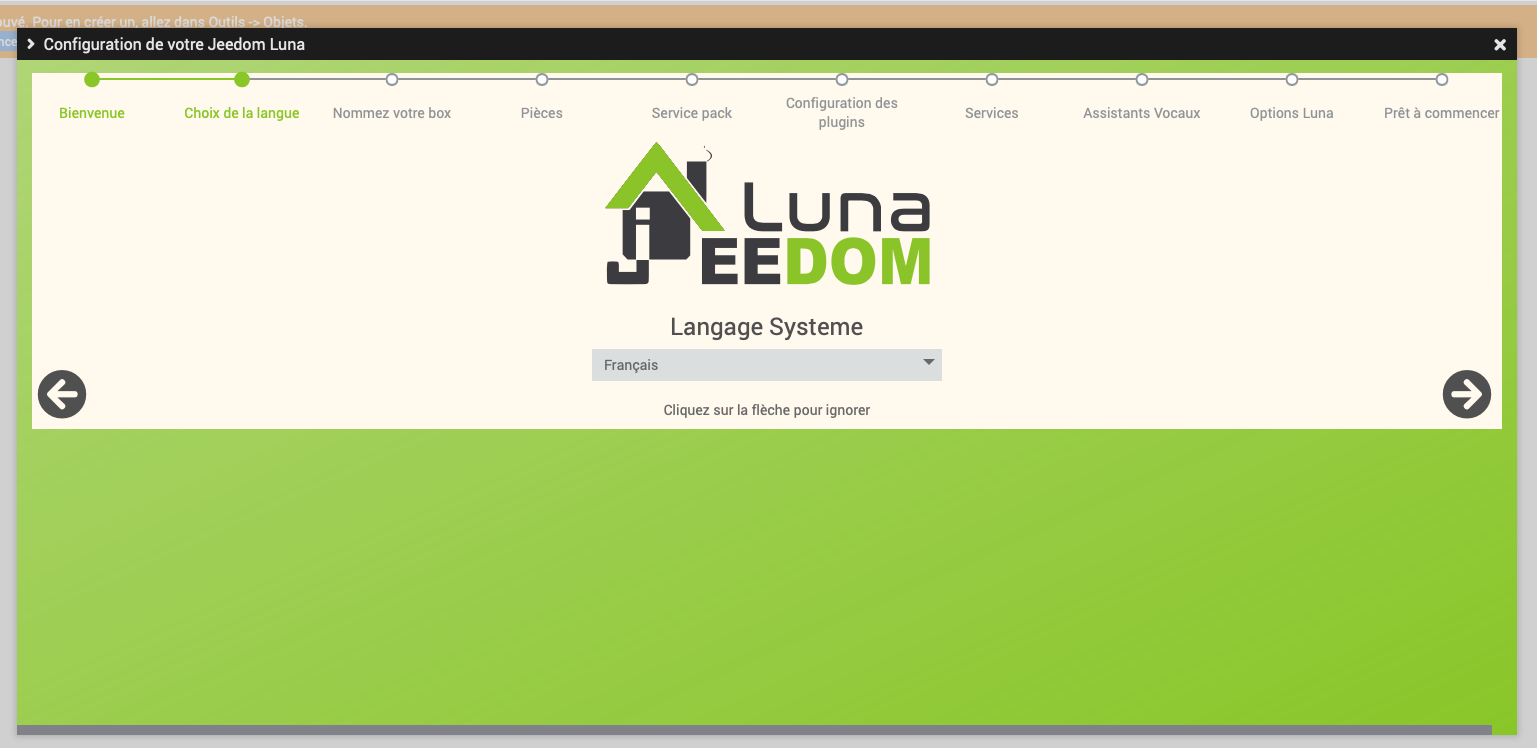 Pour en créer un, allez dans Outils -> Objets.
Configuration de votre Jeedom Luna
Bienvenue
Choix de la langue
Nommez votre box
Pièces
Service pack
Configuration des
plugins
Services
Assistants Vocaux
Options Luna
Prêt à commencer
Luna
JEEDOM
Langage Systeme
Français
Cliquez sur la flèche pour ignorer